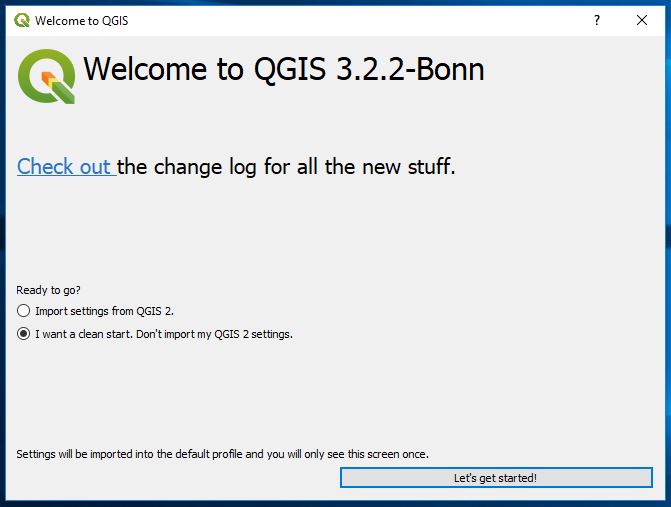 Welcome to QGIS
Welcome to QGIS 3.2.2-Bonn
Check out the change log for all the new stuff.
Ready to go?
Import settings from QGIS 2.
I want a clean start. Don't import my QGIS 2 settings.
Settings will be imported into the default profile and you will only see this screen once.
Let's get started!